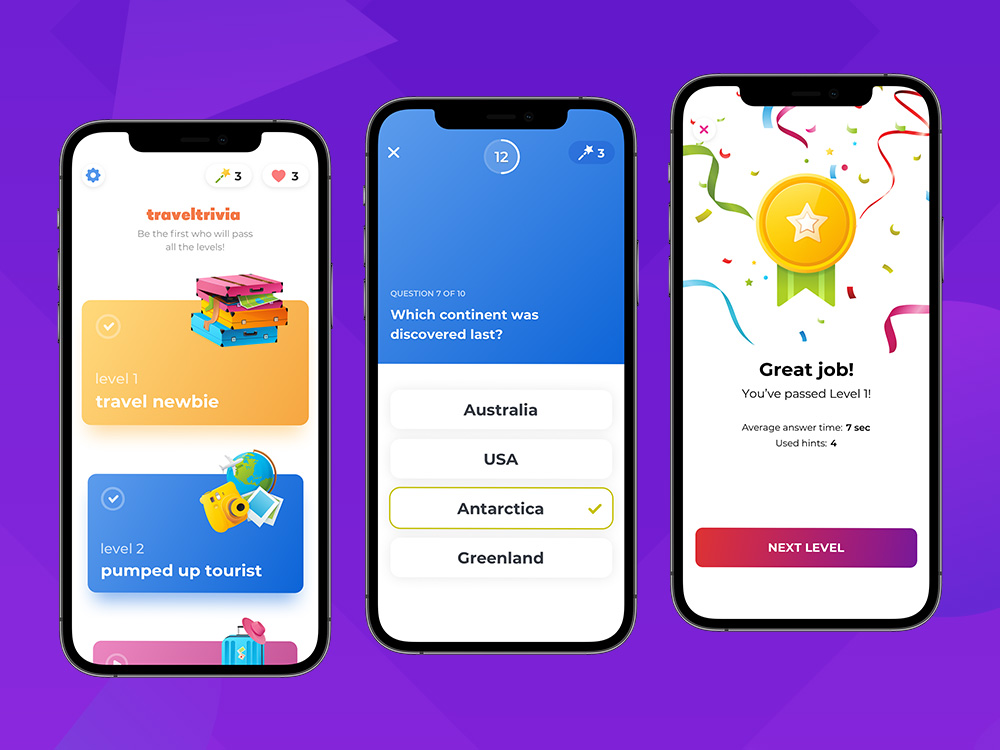 3
3
traveltrivia
Be the first who will pass
all the levels!
level 1
travel newbie
level 2
pumped up tourist
12
3
QUESTION 7 OF 10
Which continent was
discovered last?
Australia
USA
Antarctica
Greenland
Great job!
You've passed Level 1!
Average answer time: 7 sec
Used hints: 4
NEXT LEVEL